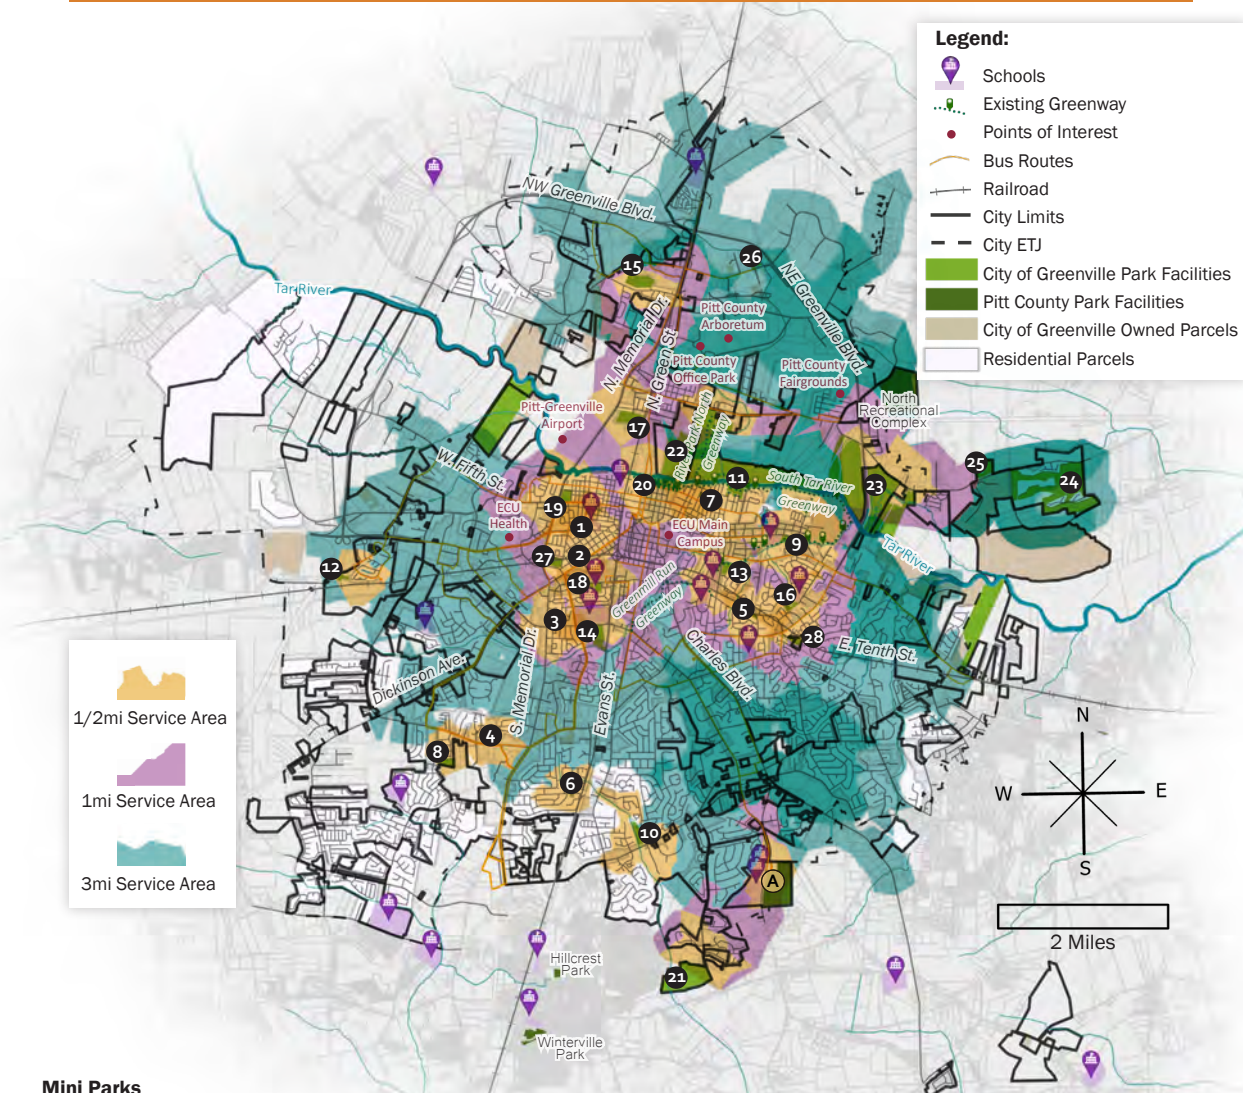 Legend:
Schools
Existing Greenway
Points of Interest
Bus Routes
Railroad
City Limits
City ETJ
City of Greenville Park Facilities
Pitt County Park Facilities
City of Greenville Owned Parcels
Residential Parcels
NW Greenville Blvd.
26
15
NE Greenville Blvd.
Tar River
N. Memorial Dr.
Pitt County
Arboretum
N. Green St.
Pitt County
Office Park
Pitt County
Fairgrounds
North
Recreational
Complex
Pitt-Greenville
Airport
17
River Park North
Greenway
22
W. Fifth St.
25
11
South Tar River
Greenway
20
23
24
7
19
ECU
Health
1
ECU Main
Campus
9
Tar River
27
2
12
13
18
Greenmill Run
Greenway
16
5
3
14
28
E. Tenth St.
Charles Blvd.
Dickinson Ave.
S. Memorial Dr.
Evans St.
1/2mi Service Area
1mi Service Area
3mi Service Area
4
8
6
10
A
21
N
W
E
S
2 Miles
Hillcrest
Park
Winterville
Park
Mini Parks